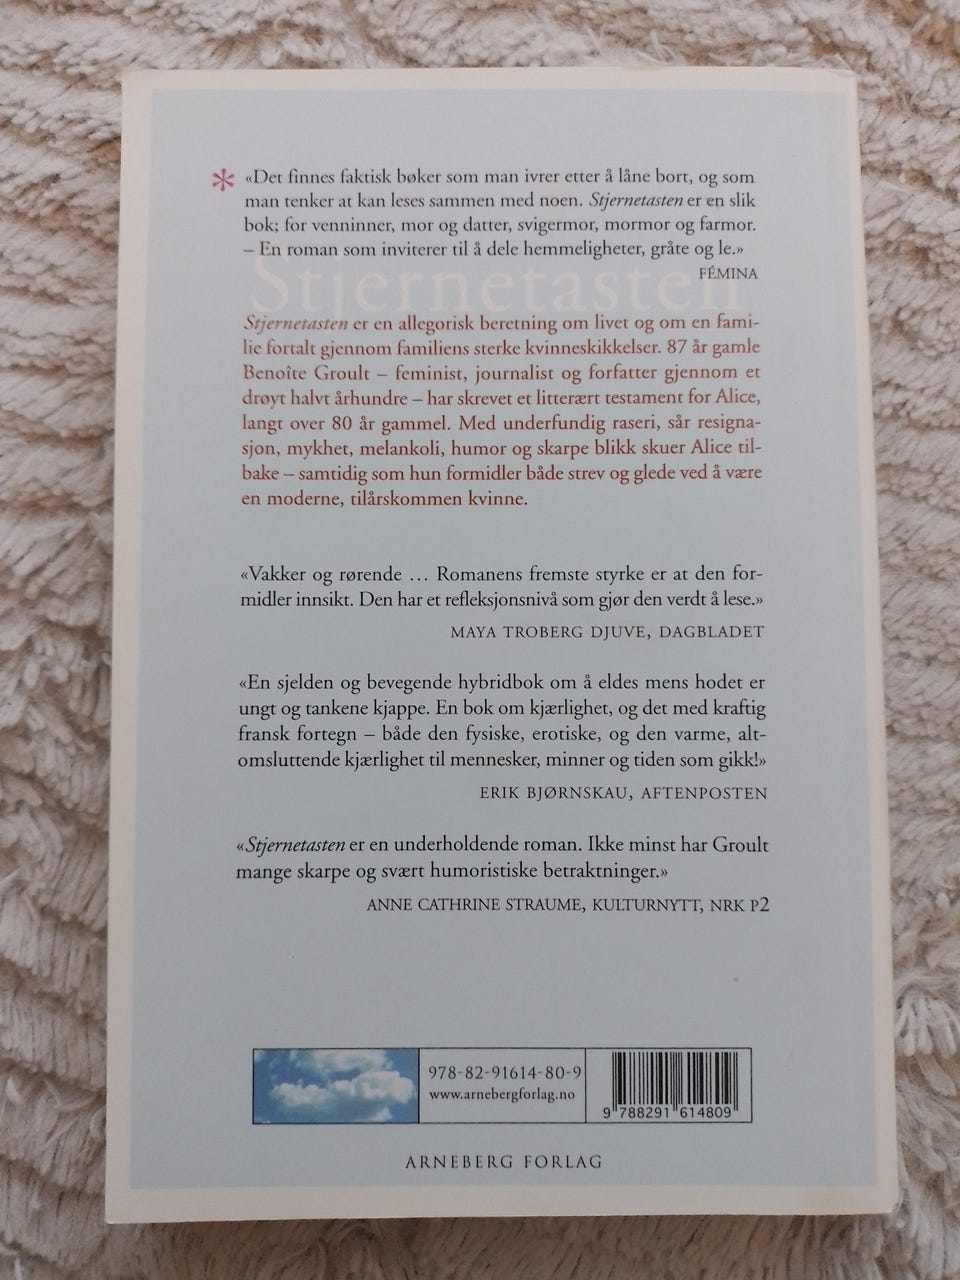 * «Det finnes faktisk bøker som man ivrer etter å låne bort, og som
man tenker at kan leses sammen med noen. Stjernetasten er en slik
bok; for venninner, mor og datter, svigermor, mormor og farmor.
– En roman som inviterer til å dele hemmeligheter, gråte og le.»
FÉMINA
Stjernetasten
Stjernetasten er en allegorisk beretning om livet og om en fami-
lie fortalt gjennom familiens sterke kvinneskikkelser. 87 år gamle
Benoîte Groult – feminist, journalist og forfatter gjennom et
drøyt halvt århundre – har skrevet et litterært testament for Alice,
langt over 80 år gammel. Med underfundig raseri, sår resigna-
sjon, mykhet, melankoli, humor og skarpe blikk skuer Alice til-
bake – samtidig som hun formidler både strev og glede ved å være
en moderne, tilårskommen kvinne.
«Vakker og rørende … Romanens fremste styrke er at den for-
midler innsikt. Den har et refleksjonsnivå som gjør den verdt å lese.»
MAYA TROBERG DJUVE, DAGBLADET
«En sjelden og bevegende hybridbok om å eldes mens hodet er
ungt og tankene kjappe. En bok om kjærlighet, og det med kraftig
fransk fortegn – både den fysiske, erotiske, og den varme, alt-
omsluttende kjærlighet til mennesker, minner og tiden som gikk!»
ERIK BJØRNSKAU, AFTENPOSTEN
«Stjernetasten er en underholdende roman. Ikke minst har Groult
mange skarpe og svært humoristiske betraktninger.»
ANNE CATHRINE STRAUME, KULTURNYTT, NRK P2
978-82-91614-80-9
www.arnebergforlag.no
9 788291 614809
ARNEBERG FORLAG